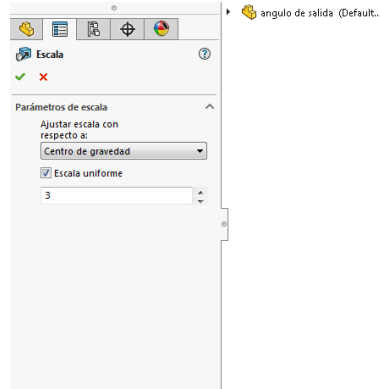 angulo de salida (Default...
Escala
Parámetros de escala
Ajustar escala con
respecto a:
Centro de gravedad
Escala uniforme
3